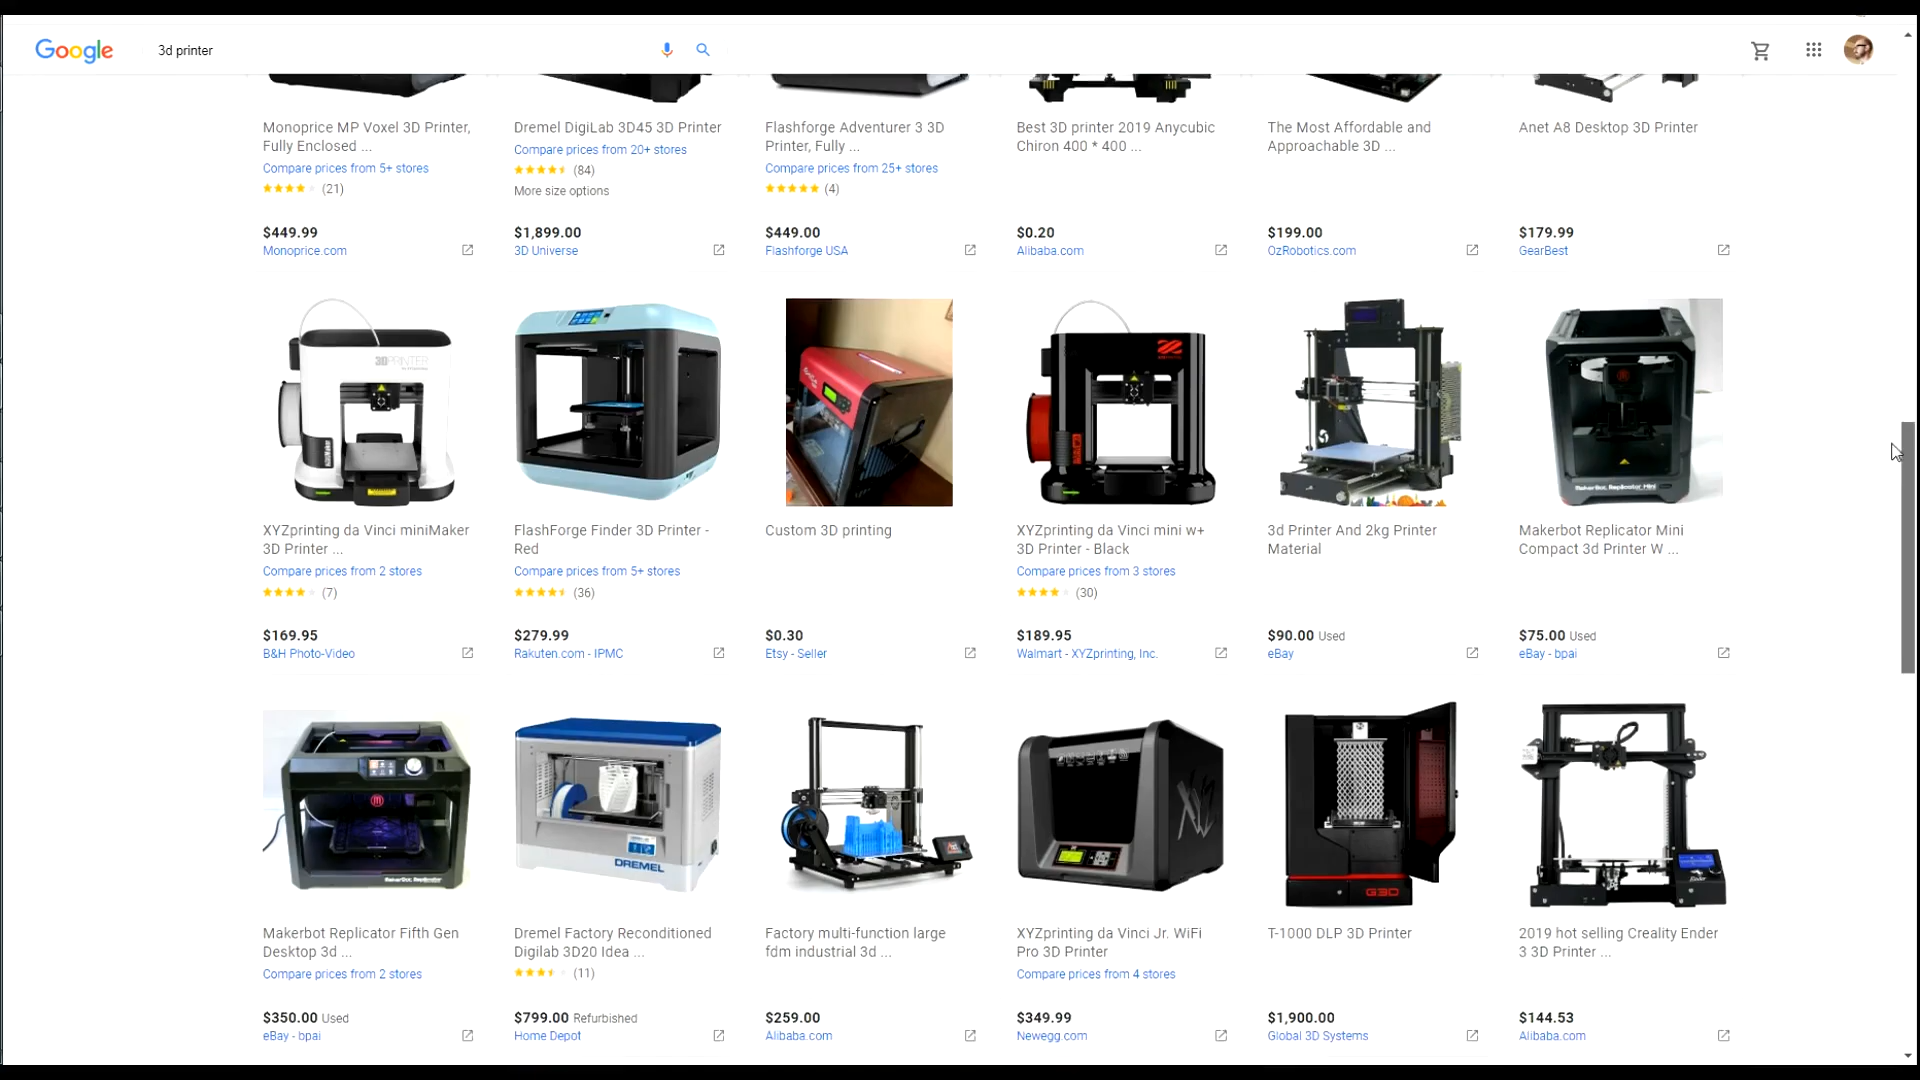 Google
3d printer
Monoprice MP Voxel 3D Printer,
Fully Enclosed ...
Compare prices from 5+ stores
(21)
$449.99
Monoprice.com
Dremel DigiLab 3D45 3D Printer
Compare prices from 20+ stores
(84)
More size options
$1,899.00
3D Universe
Flashforge Adventurer 3 3D
Printer, Fully ...
Compare prices from 25+ stores
(4)
$449.00
Flashforge USA
Best 3D printer 2019 Anycubic
Chiron 400 * 400 ...
$0.20
Alibaba.com
The Most Affordable and
Approachable 3D ...
$199.00
OzRobotics.com
Anet A8 Desktop 3D Printer
$179.99
GearBest
3DPRINTER
XYZprinting da Vinci miniMaker
3D Printer ...
Compare prices from 2 stores
(7)
$169.95
B&H Photo-Video
FlashForge Finder 3D Printer -
Red
Compare prices from 5+ stores
(36)
$279.99
Rakuten.com - IPMC
Custom 3D printing
$0.30
Etsy - Seller
XYZprinting da Vinci mini w+
3D Printer - Black
Compare prices from 3 stores
(30)
$189.95
Walmart - XYZprinting, Inc.
3d Printer And 2kg Printer
Material
$90.00 Used
eBay
MakerBot. Replicator Mini
Makerbot Replicator Mini
Compact 3d Printer W ...
$75.00 Used
eBay - bpai
MakerBot. Replicator
Makerbot Replicator Fifth Gen
Desktop 3d ...
Compare prices from 2 stores
$350.00 Used
eBay - bpai
DREMEL
Dremel Factory Reconditioned
Digilab 3D20 Idea ...
(11)
$799.00 Refurbished
Home Depot
Factory multi-function large
fdm industrial 3d ...
$259.00
Alibaba.com
XYZ
XYZprinting da Vinci Jr. WiFi
Pro 3D Printer
Compare prices from 4 stores
$349.99
Newegg.com
G3D
T-1000 DLP 3D Printer
$1,900.00
Global 3D Systems
2019 hot selling Creality Ender
3 3D Printer ...
$144.53
Alibaba.com